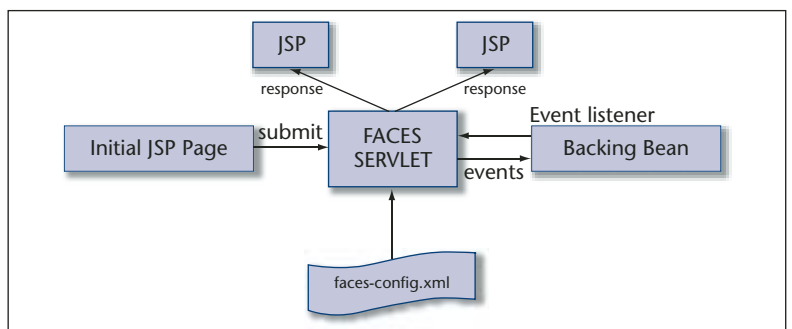 JSP
JSP
response
response
Initial JSP Page
submit
FACES
SERVLET
Event listener
events
Backing Bean
faces-config.xml